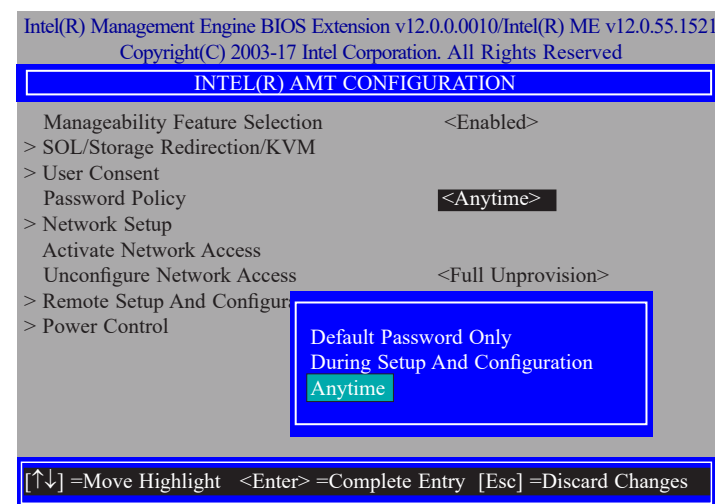 Intel(R) Management Engine BIOS Extension v12.0.0.0010/Intel(R) ME v12.0.55.1521
Copyright(C) 2003-17 Intel Corporation. All Rights Reserved
INTEL(R) AMT CONFIGURATION
Manageability Feature Selection <Enabled>
> SOL/Storage Redirection/KVM
> User Consent
Password Policy <Anytime>
> Network Setup
Activate Network Access
Unconfigure Network Access <Full Unprovision>
> Remote Setup And
> Power Control
Default Password Only
During Setup And Configuration
Anytime
[↑↓] =Move Highlight <Enter> =Complete Entry [Esc] =Discard Changes